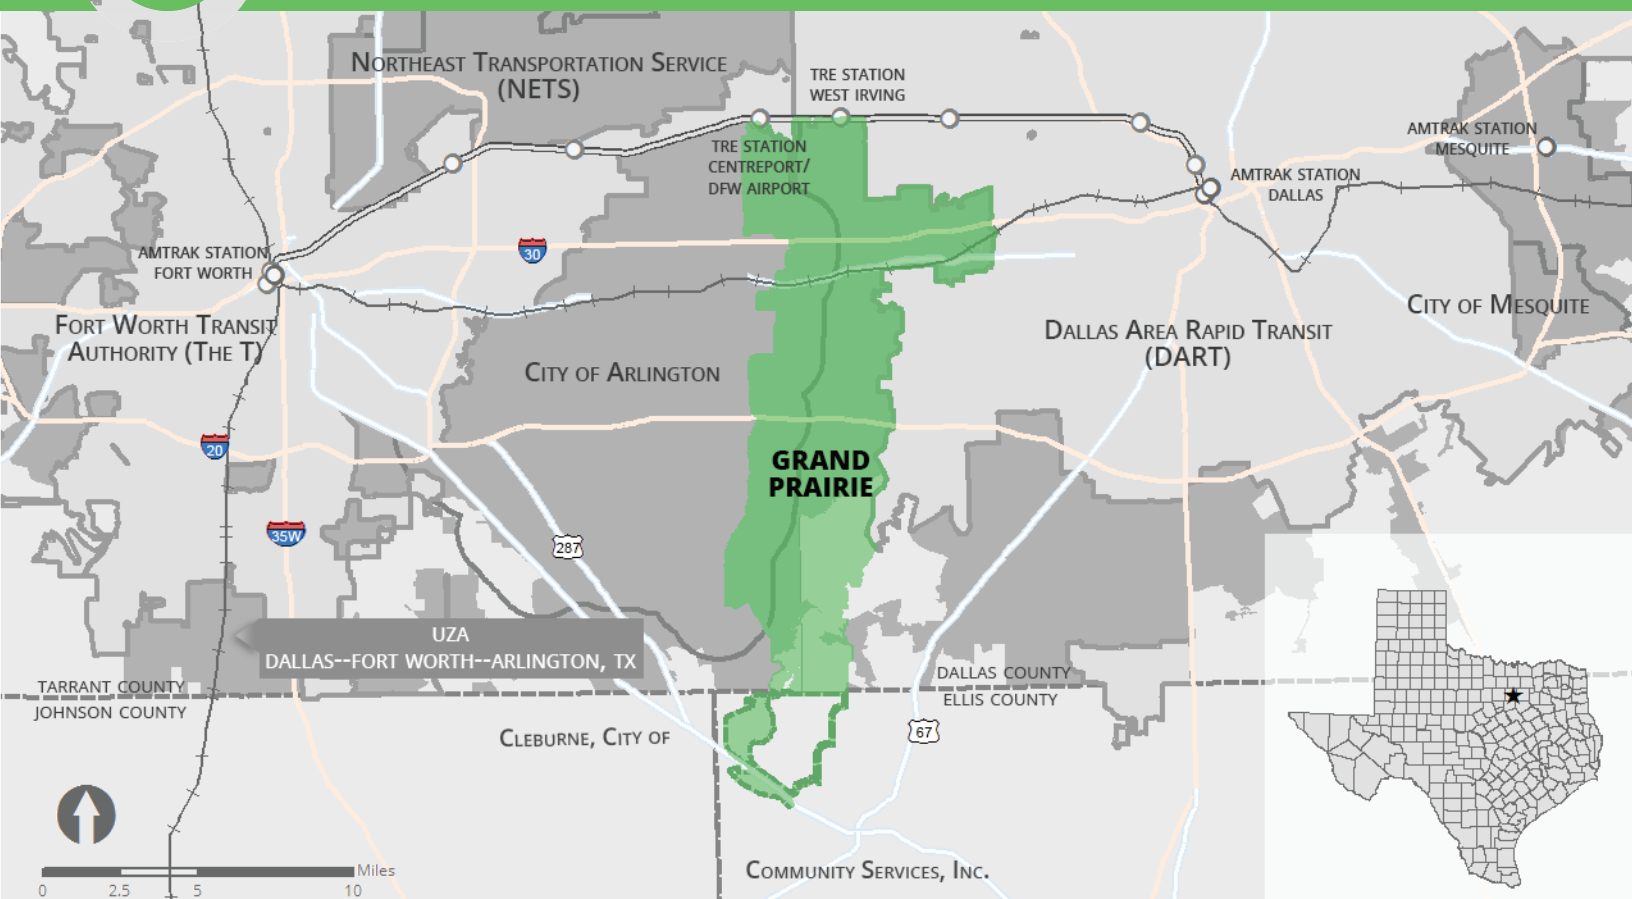 Northeast Transportation Service
(NETS)
TRE STATION
WEST IRVING
TRE STATION
CENTREPORT/
DFW AIRPORT
AMTRAK STATION
MESQUITE
AMTRAK STATION
DALLAS
AMTRAK STATION
FORT WORTH
30
Fort Worth Transit
Authority (The T)
City of Arlington
Dallas Area Rapid Transit
(DART)
City of Mesquite
20
GRAND
PRAIRIE
35W
287
UZA
DALLAS--FORT WORTH--ARLINGTON, TX
TARRANT COUNTY
JOHNSON COUNTY
DALLAS COUNTY
ELLIS COUNTY
67
Cleburne, City of
Community Services, Inc.
Miles
0 2.5 5 10